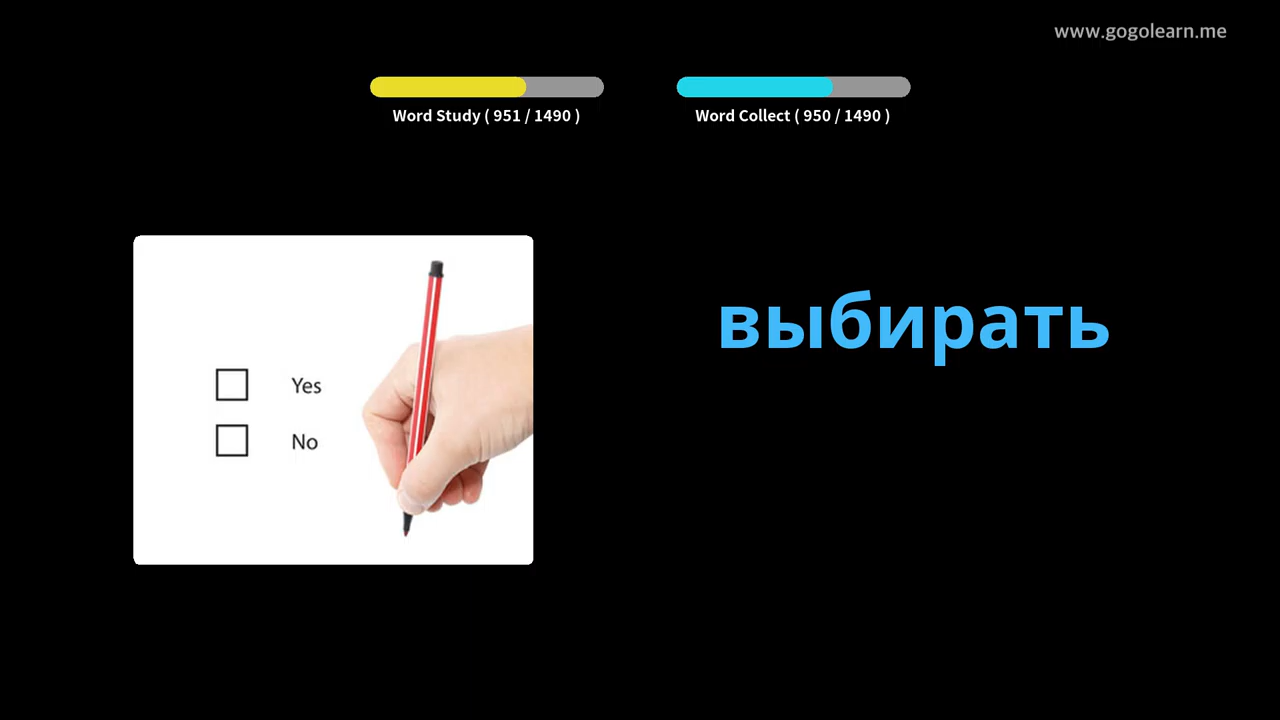 www.gogolearn.me
Word Study ( 951 / 1490 )
Word Collect ( 950 / 1490 )
выбирать
Yes
No